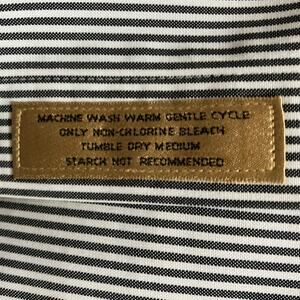 MACHINE WASH WARM GENTLE CYCLE
ONLY NON-CHLORINE BLEACH
TUMBLE DRY MEDIUM
STARCH NOT RECOMMENDED